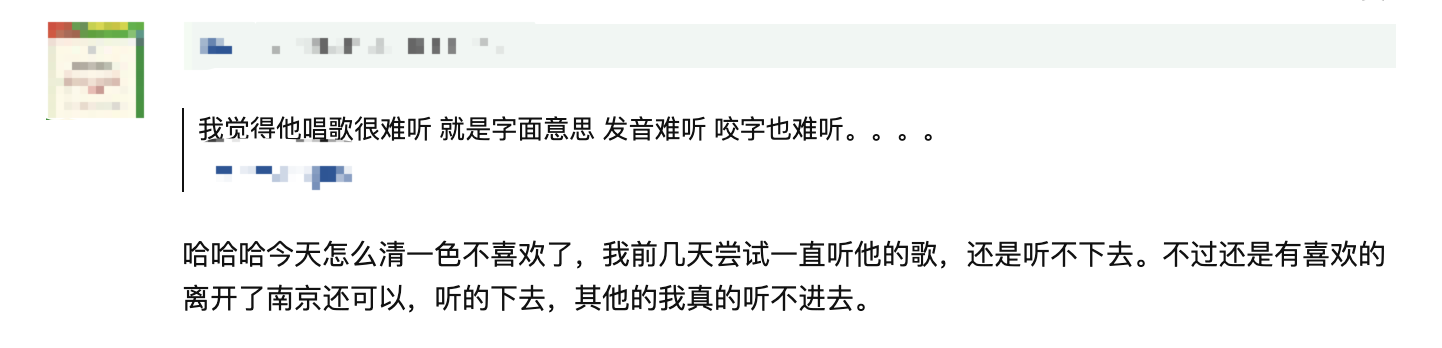 我觉得他唱歌很难听 就是字面意思 发音难听 咬字也难听。。。。
哈哈哈今天怎么清一色不喜欢了，我前几天尝试一直听他的歌，还是听不下去。不过还是有喜欢的
离开了南京还可以，听的下去，其他的我真的听不进去。